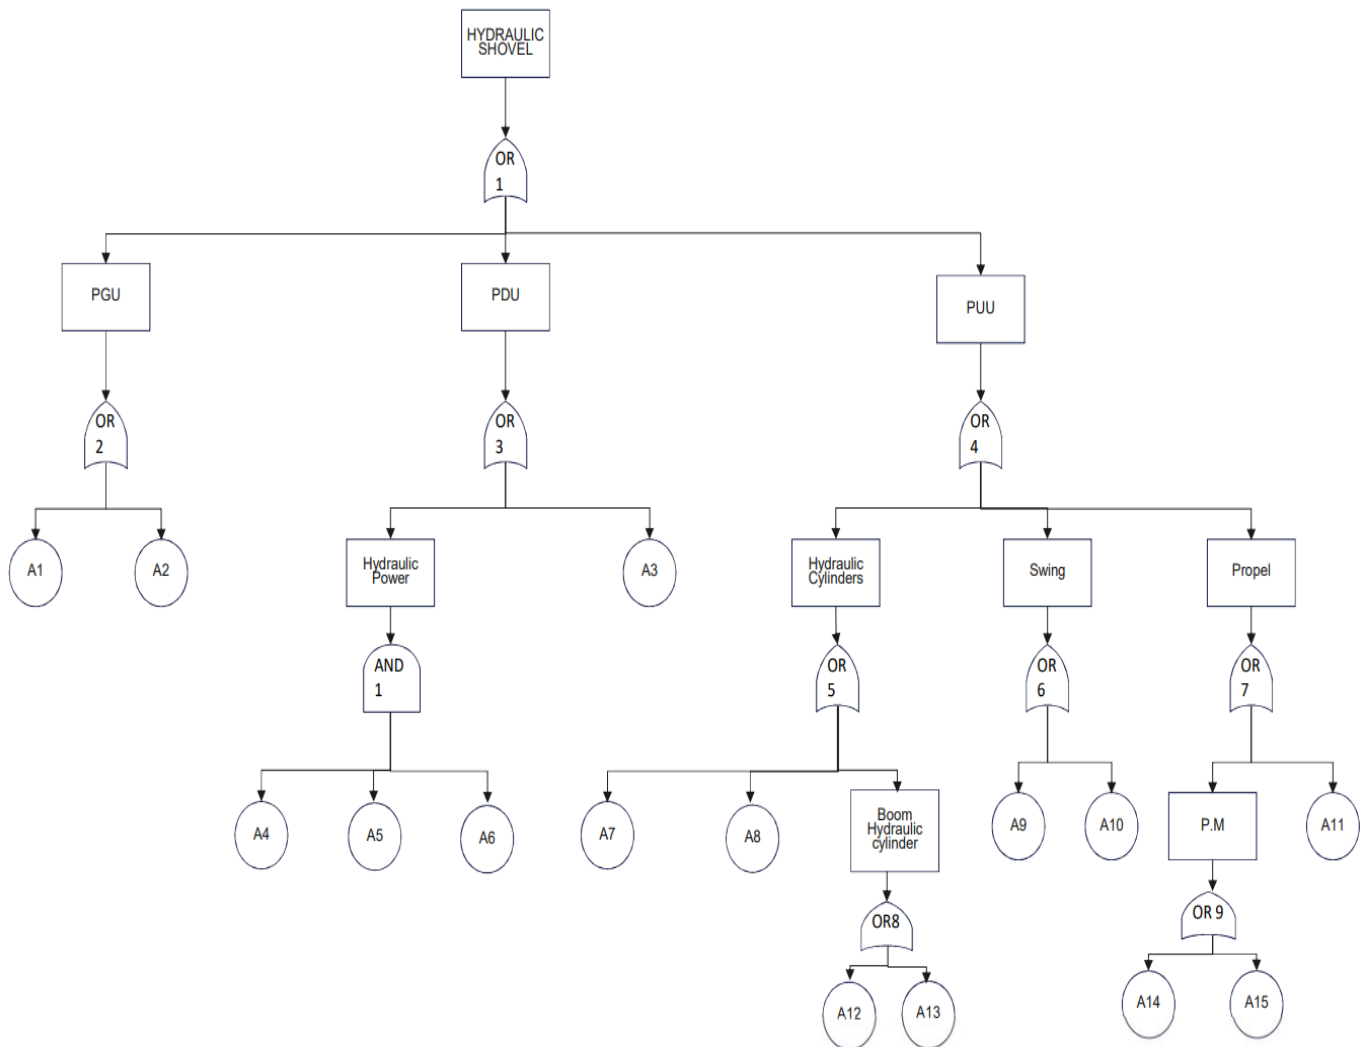 HYDRAULIC
SHOVEL
OR
1
PGU
PDU
PUU
OR
2
OR
3
OR
4
A1
A2
Hydraulic
Power
A3
Hydraulic
Cylinders
Swing
Propel
AND
1
OR
5
OR
6
OR
7
A4
A5
A6
A7
A8
Boom
Hydraulic
cylinder
A9
A10
P.M
A11
OR8
OR 9
A12
A13
A14
A15